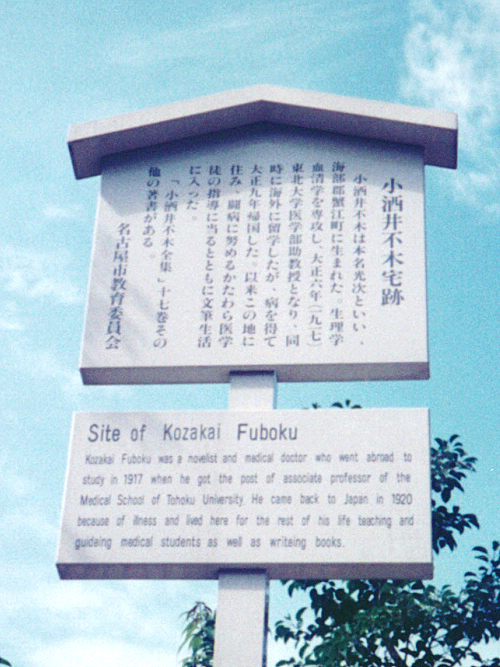 小酒井不木宅跡
小酒井不木は本名光次といい、
海部郡蟹江町に生まれた。生理学
血清学を専攻し、大正六年（一九一七）
東北大学医学部助教授となり、同
時に海外に留学したが、病を得て
大正九年帰国した。以来この地に
住み、闘病に努めるかたわら医学
徒の指導に当るとともに文筆生活
に入った。
「小酒井不木全集」十七巻その
他の著書がある。
名古屋市教育委員会
Site of Kozakai Fuboku
Kozakai Fuboku was a novelist and medical doctor who went abroad to
study in 1917 when he got the post of associate professor of the
Medical School of Tohoku University. He came back to Japan in 1920
because of illness and lived here for the rest of his life teaching and
guideing medical students as well as writeing books.